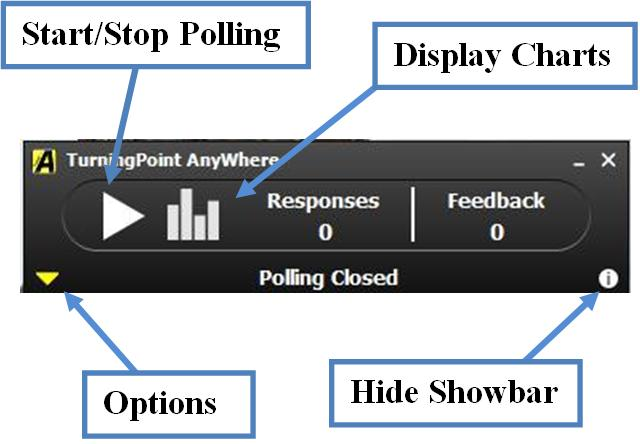 Start/Stop Polling
Display Charts
A TurningPoint AnyWhere
Responses Feedback
0 0
Polling Closed
i
Options
Hide Showbar